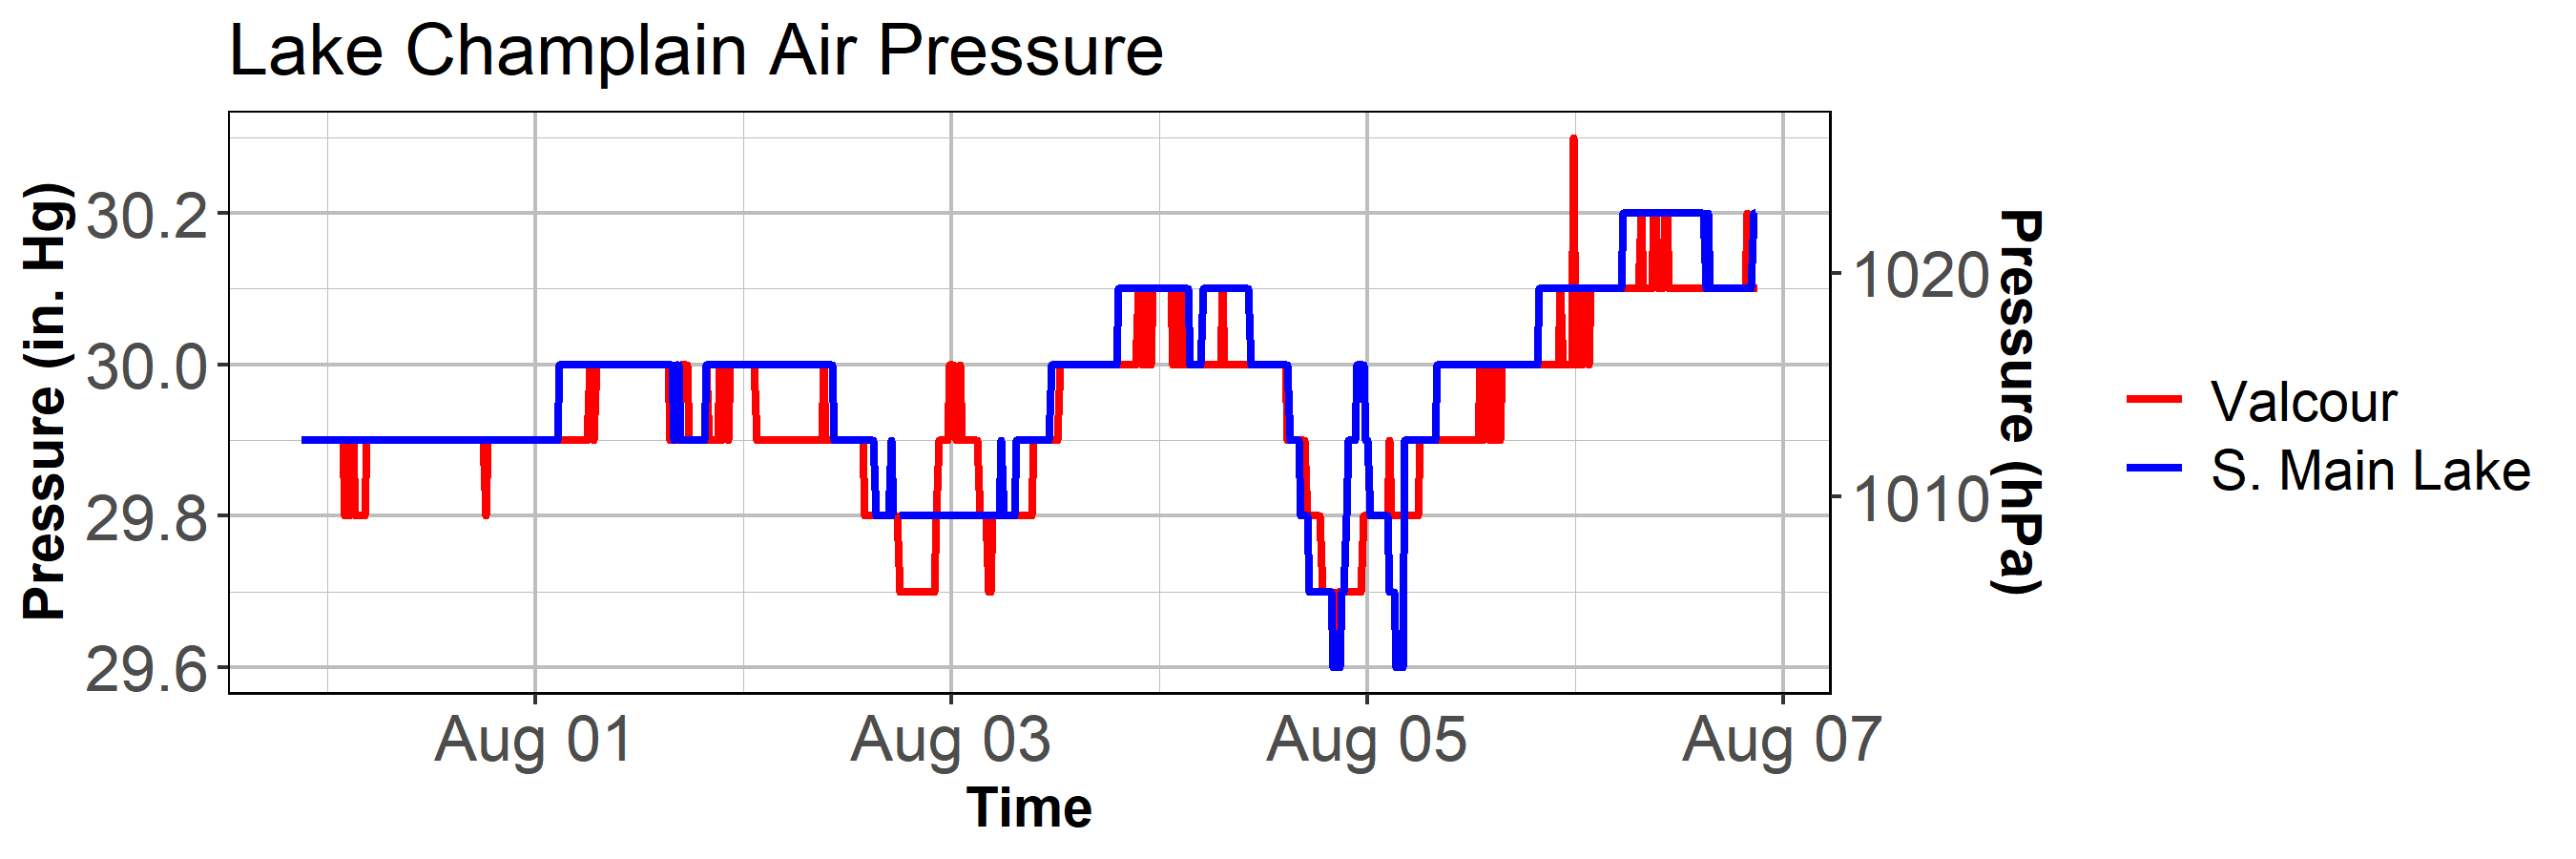 Lake Champlain Air Pressure
Pressure (in. Hg)
30.2
30.0
29.8
29.6
1020
1010
Pressure (hPa)
Valcour
S. Main Lake
Aug 01 Aug 03 Aug 05 Aug 07
Time